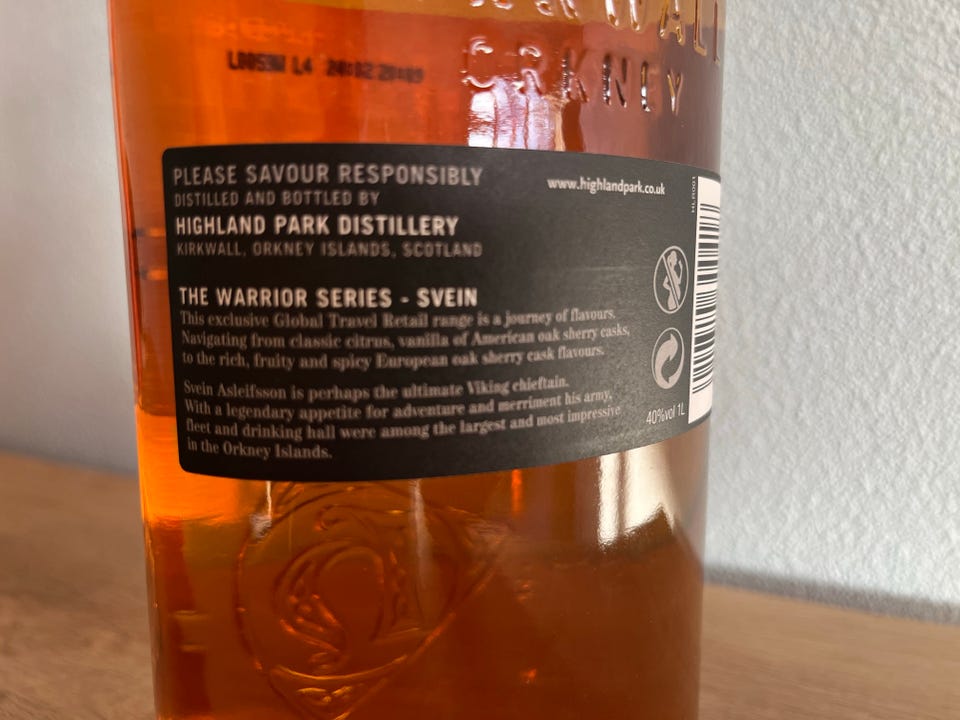 ORKNEY
PLEASE SAVOUR RESPONSIBLY
DISTILLED AND BOTTLED BY
HIGHLAND PARK DISTILLERY
KIRKWALL, ORKNEY ISLANDS, SCOTLAND
www.highlandpark.co.uk
THE WARRIOR SERIES - SVEIN
This exclusive Global Travel Retail range is a journey of flavours.
Navigating from classic citrus, vanilla of American oak sherry casks,
to the rich, fruity and spicy European oak sherry cask flavours.
Svein Asleifsson is perhaps the ultimate Viking chieftain.
With a legendary appetite for adventure and merriment his army,
fleet and drinking hall were among the largest and most impressive
in the Orkney Islands.
40%vol 1L